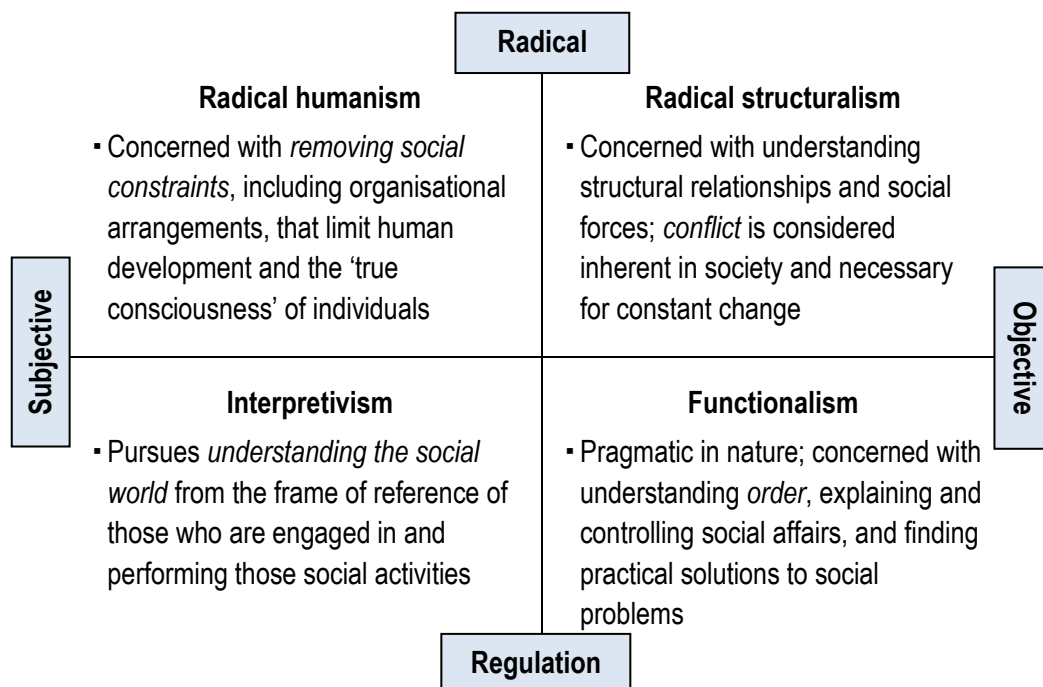 Radical
Radical humanism
▪ Concerned with removing social
constraints, including organisational
arrangements, that limit human
development and the ‘true
consciousness’ of individuals
Radical structuralism
▪ Concerned with understanding
structural relationships and social
forces; conflict is considered
inherent in society and necessary
for constant change
Subjective
Objective
Interpretivism
▪ Pursues understanding the social
world from the frame of reference of
those who are engaged in and
performing those social activities
Functionalism
▪ Pragmatic in nature; concerned with
understanding order, explaining and
controlling social affairs, and finding
practical solutions to social
problems
Regulation